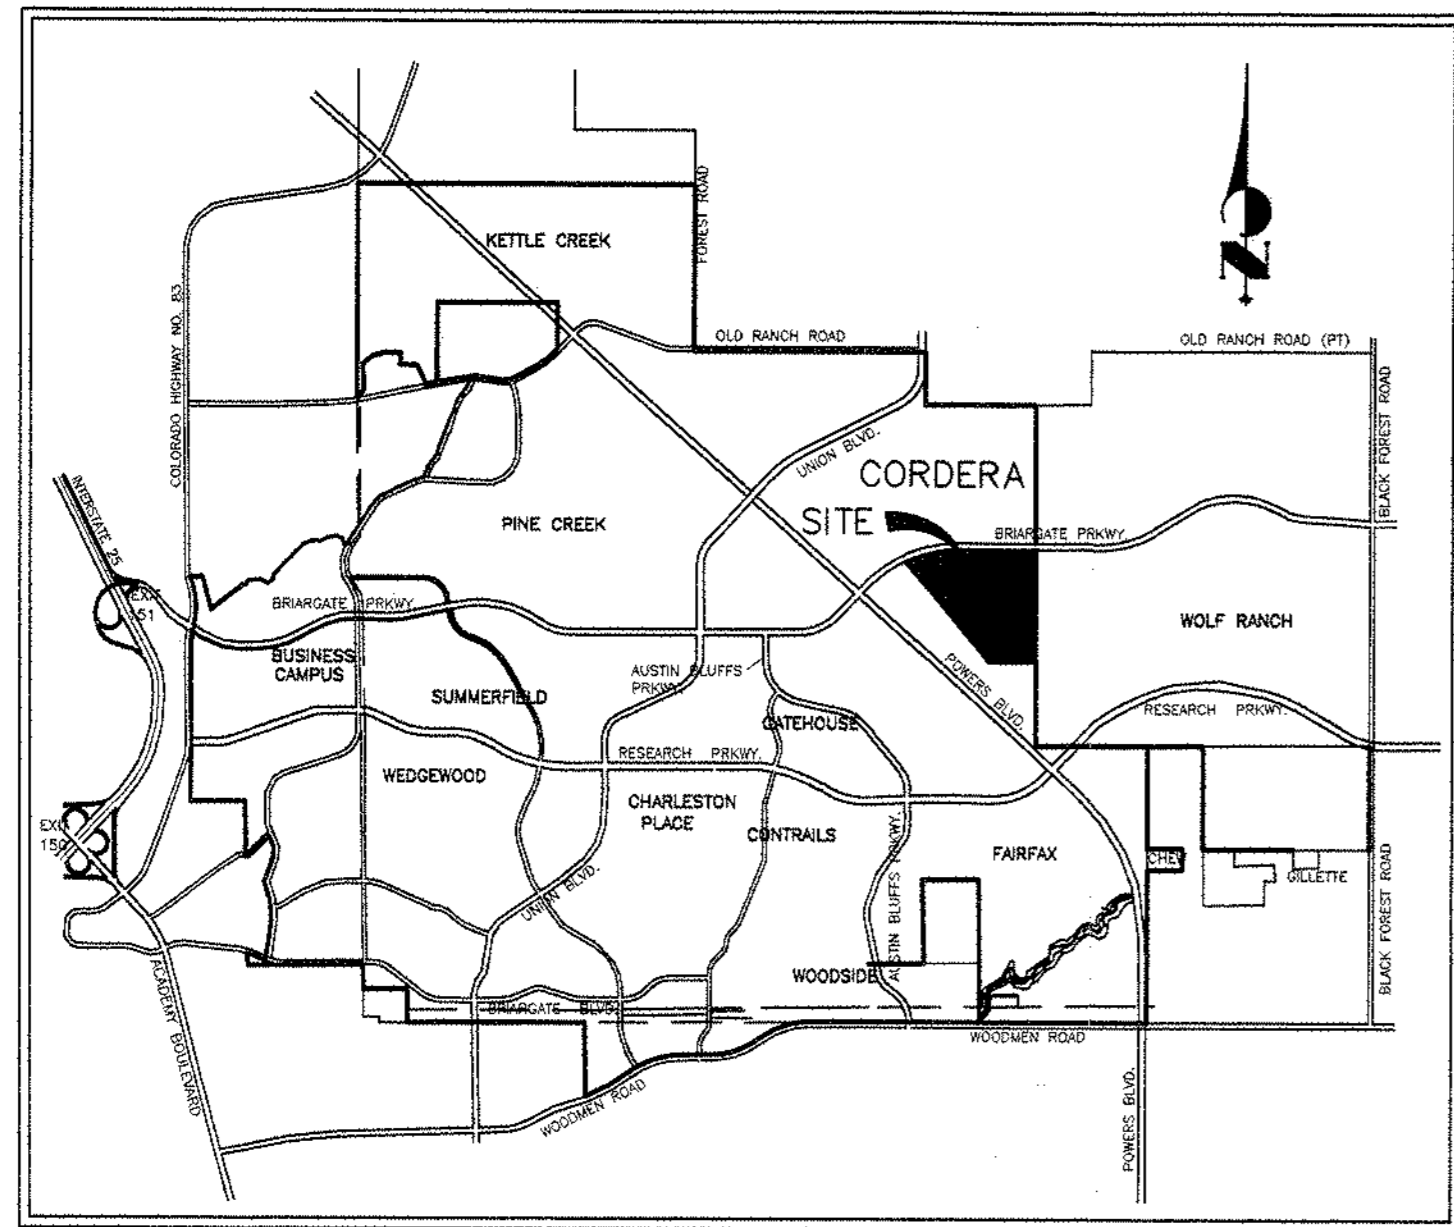 FOREST ROAD
KETTLE CREEK
N
COLORADO HIGHWAY NO. 83
OLD RANCH ROAD
OLD RANCH ROAD (PT)
BLACK FOREST ROAD
UNION BLVD.
CORDERA
SITE
PINE CREEK
BRIARGATE PRKWY.
INTERSTATE 25
EXIT
151
BRIARGATE PRKWY
WOLF RANCH
BUSINESS
CAMPUS
AUSTIN BLUFFS
PRKWY.
POWERS BLVD.
SUMMERFIELD
GATEHOUSE
RESEARCH PRKWY.
RESEARCH PRKWY.
WEDGEWOOD
CHARLESTON
PLACE
CONTRAILS
EXIT
150
FAIRFAX
CHEV
GILLETTE
UNION BLVD.
AUSTIN BLUFFS PRKWY.
BLACK FOREST ROAD
WOODSIDE
ACADEMY BOULEVARD
BRIARGATE BLVD.
WOODMEN ROAD
WOODMEN ROAD
POWERS BLVD.